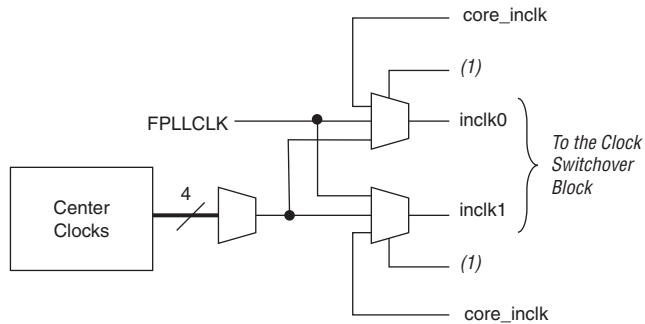 core_inclk
(1)
FPLLCLK
inclk0
To the Clock
Switchover
Block
4
Center
Clocks
inclk1
(1)
core_inclk